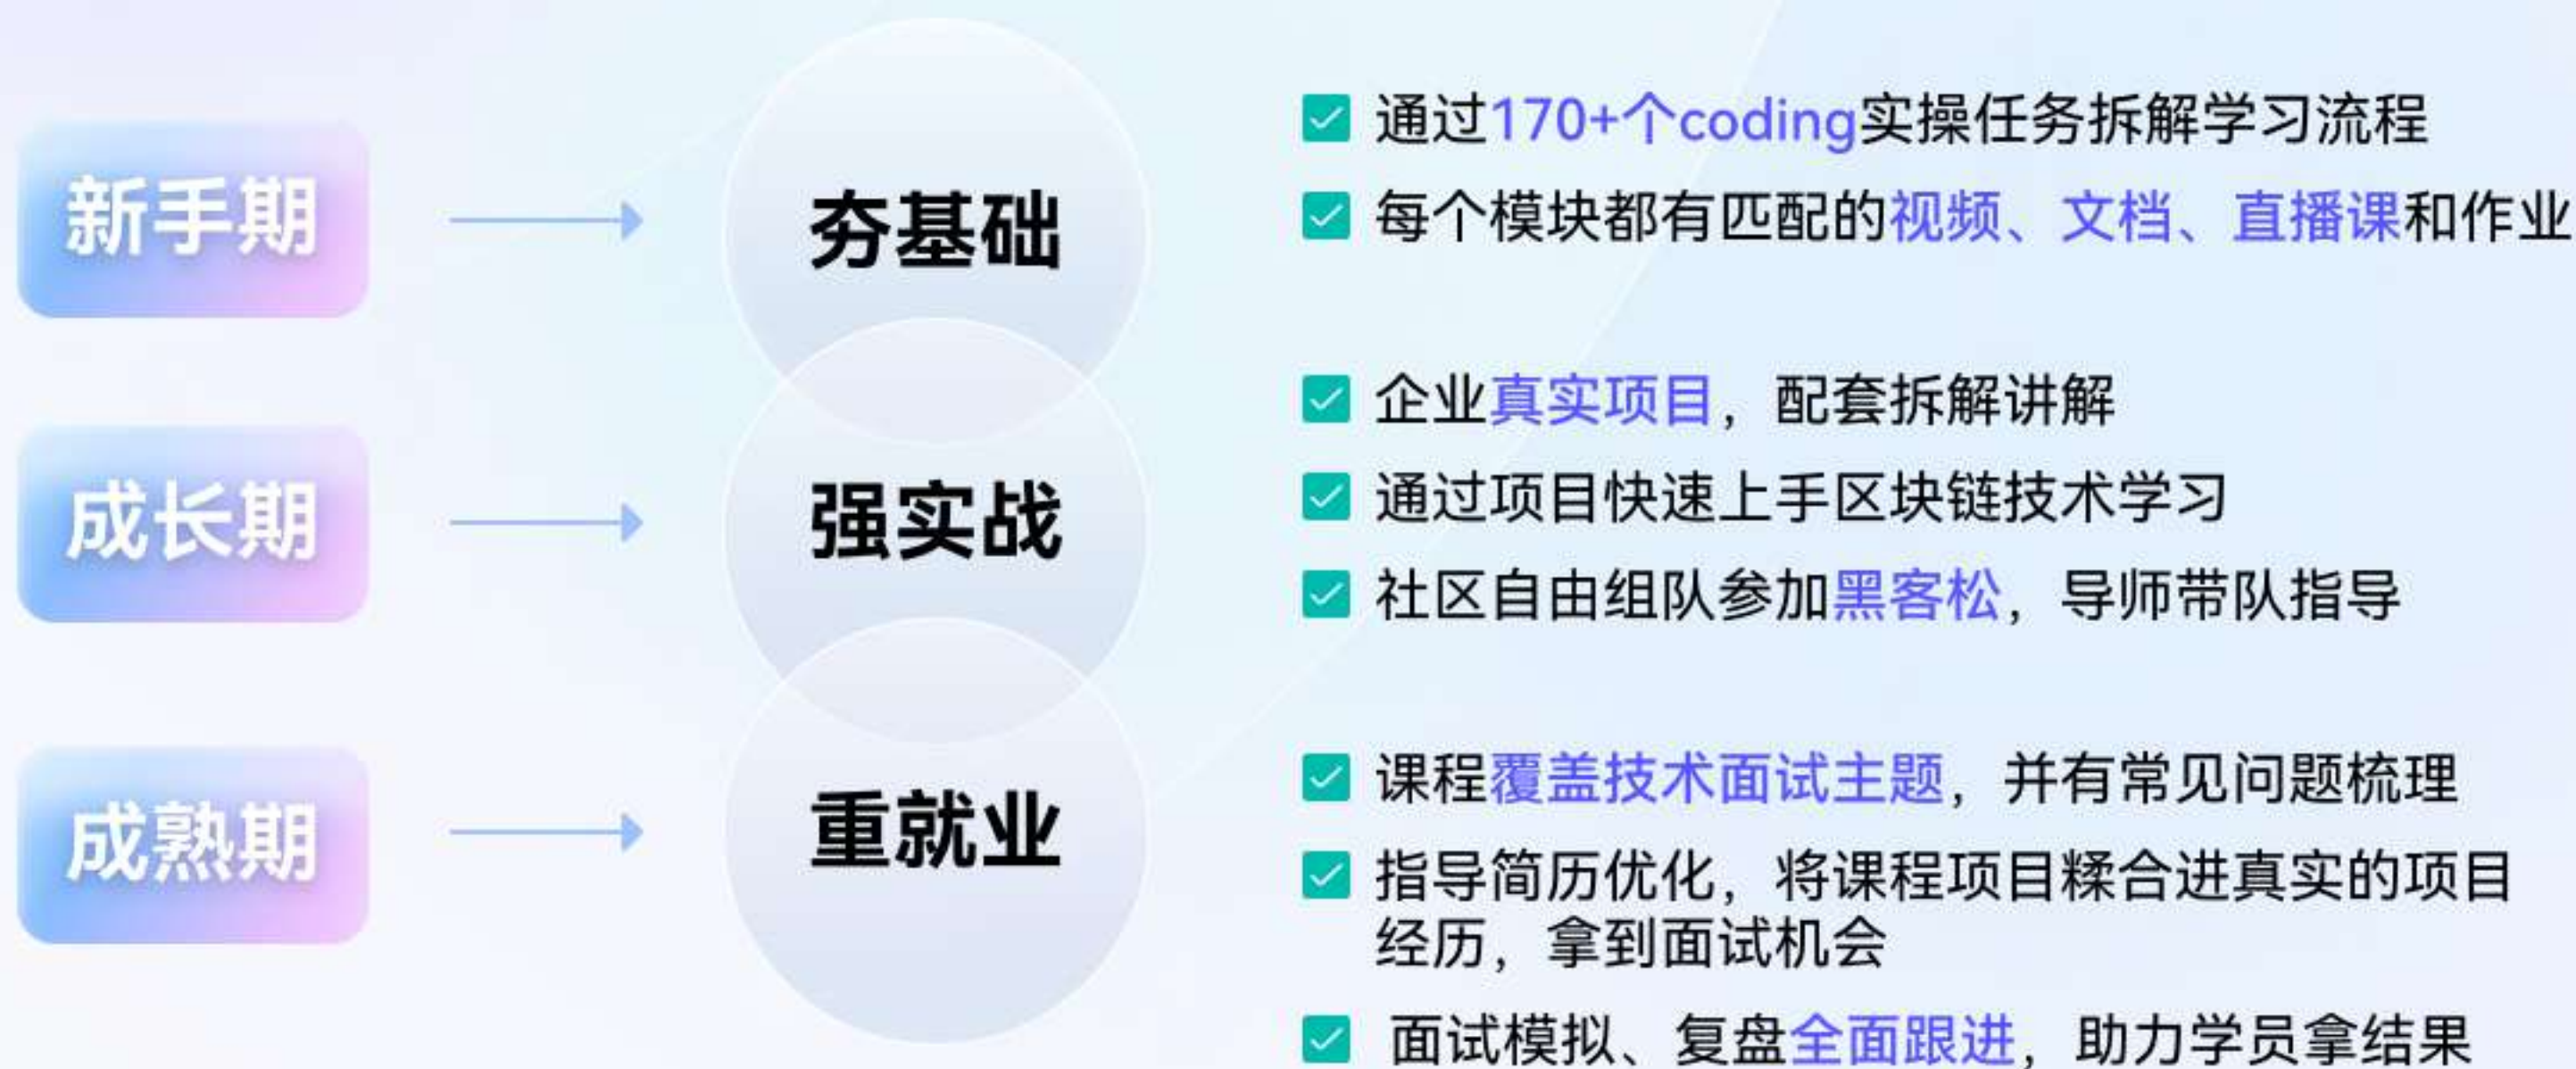 新手期
夯基础
通过170+个coding实操任务拆解学习流程
每个模块都有匹配的视频、文档、直播课和作业
成长期
强实战
企业真实项目，配套拆解讲解
通过项目快速上手区块链技术学习
社区自由组队参加黑客松，导师带队指导
成熟期
重就业
课程覆盖技术面试主题，并有常见问题梳理
指导简历优化，将课程项目糅合进真实的项目
经历，拿到面试机会
面试模拟、复盘全面跟进，助力学员拿结果